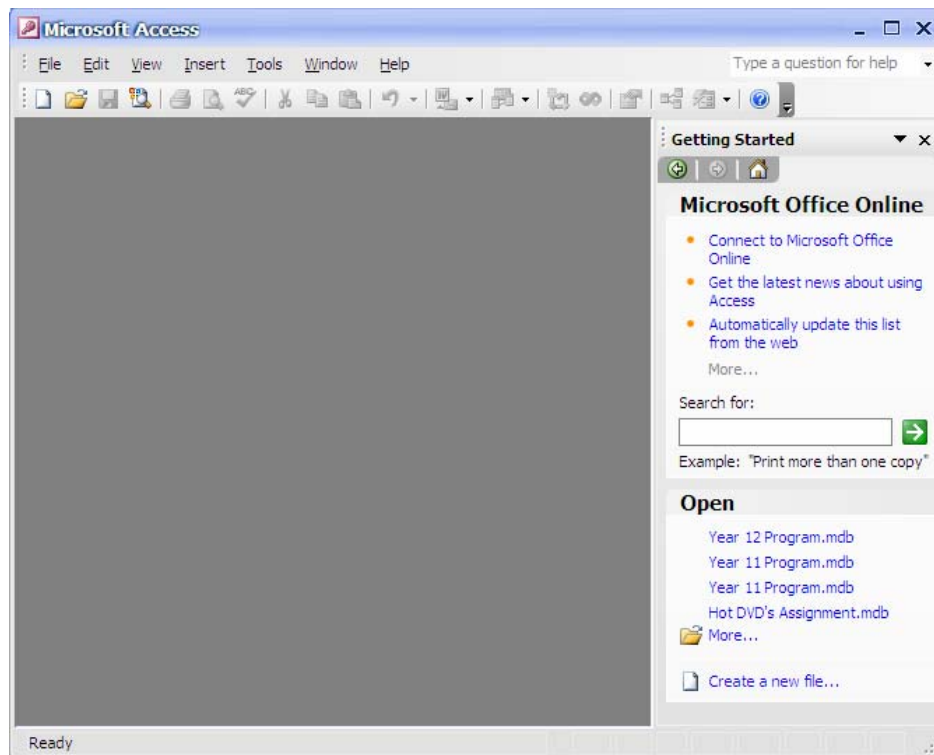 Microsoft Access
File Edit View Insert Tools Window Help
Type a question for help
ABC
Getting Started
Microsoft Office Online
Connect to Microsoft Office
Online
Get the latest news about using
Access
Automatically update this list
from the web
More...
Search for:
Example: "Print more than one copy"
Open
Year 12 Program.mdb
Year 11 Program.mdb
Year 11 Program.mdb
Hot DVD's Assignment.mdb
More...
Create a new file...
Ready